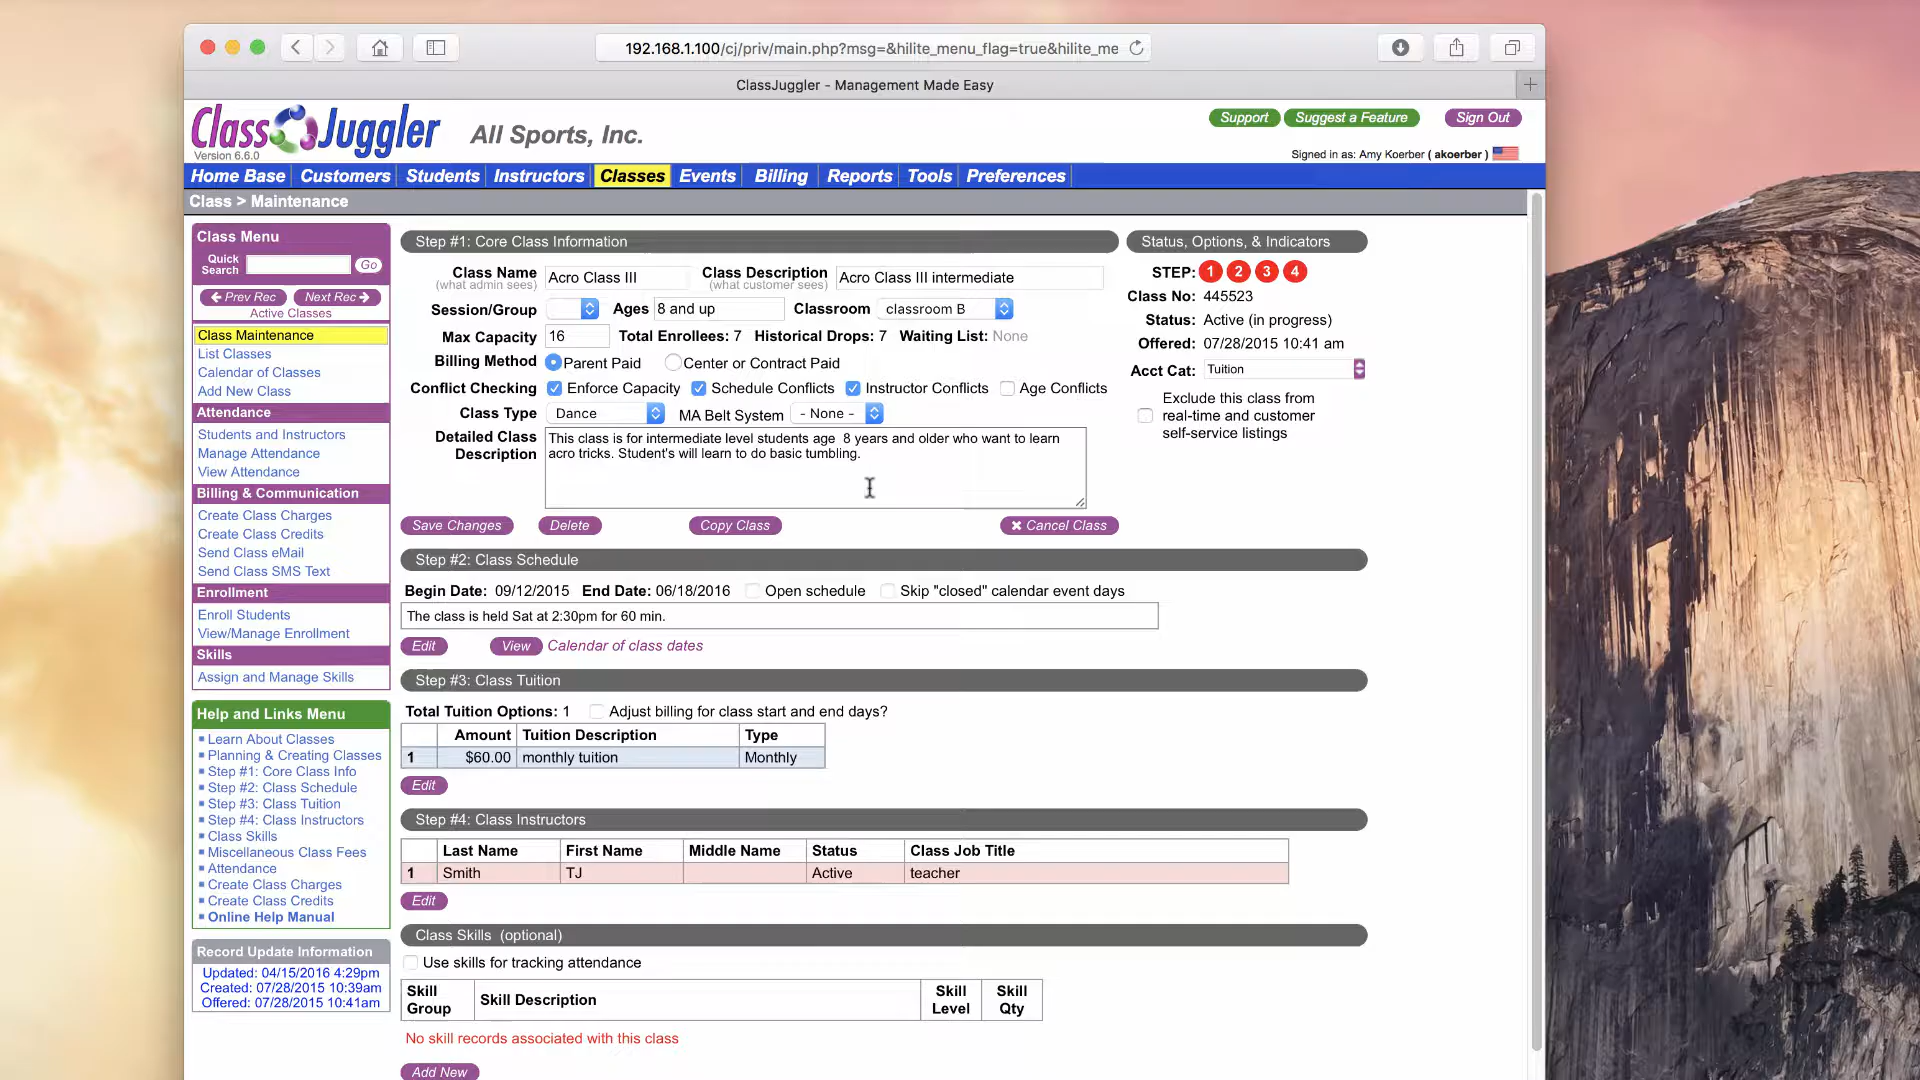 192.168.1.100/cj/priv/main.php?msg=&hilite_menu_flag=true&hilite_me
ClassJuggler - Management Made Easy
Class Juggler
Version 6.6.0
All Sports, Inc.
Support
Suggest a Feature
Sign Out
Signed in as: Amy Koerber ( akoerber )
Home Base Customers Students Instructors Classes Events Billing Reports Tools Preferences
Class > Maintenance
Class Menu
Quick
Search
Go
Prev Rec
Next Rec
Active Classes
Class Maintenance
List Classes
Calendar of Classes
Add New Class
Attendance
Students and Instructors
Manage Attendance
View Attendance
Billing & Communication
Create Class Charges
Create Class Credits
Send Class eMail
Send Class SMS Text
Enrollment
Enroll Students
View/Manage Enrollment
Skills
Assign and Manage Skills
Help and Links Menu
Learn About Classes
Planning & Creating Classes
Step #1: Core Class Info
Step #2: Class Schedule
Step #3: Class Tuition
Step #4: Class Instructors
Class Skills
Miscellaneous Class Fees
Attendance
Create Class Charges
Create Class Credits
Online Help Manual
Record Update Information
Updated: 04/15/2016 4:29pm
Created: 07/28/2015 10:39am
Offered: 07/28/2015 10:41am
Step #1: Core Class Information
Class Name Acro Class III Class Description Acro Class III intermediate
(what admin sees) (what customer sees)
Session/Group Ages 8 and up Classroom classroom B
Max Capacity 16 Total Enrollees: 7 Historical Drops: 7 Waiting List: None
Billing Method Parent Paid Center or Contract Paid
Conflict Checking Enforce Capacity Schedule Conflicts Instructor Conflicts Age Conflicts
Class Type Dance MA Belt System - None -
Detailed Class
Description
This class is for intermediate level students age  8 years and older who want to learn
acro tricks. Student's will learn to do basic tumbling.
Save Changes Delete Copy Class Cancel Class
Status, Options, & Indicators
STEP: 1 2 3 4
Class No: 445523
Status: Active (in progress)
Offered: 07/28/2015 10:41 am
Acct Cat: Tuition
Exclude this class from
real-time and customer
self-service listings
Step #2: Class Schedule
Begin Date: 09/12/2015 End Date: 06/18/2016 Open schedule Skip "closed" calendar event days
The class is held Sat at 2:30pm for 60 min.
Edit View Calendar of class dates
Step #3: Class Tuition
Total Tuition Options: 1 Adjust billing for class start and end days?
Amount Tuition Description Type
1 $60.00 monthly tuition Monthly
Edit
Step #4: Class Instructors
Last Name First Name Middle Name Status Class Job Title
1 Smith TJ Active teacher
Edit
Class Skills (optional)
Use skills for tracking attendance
Skill
Group
Skill Description
Skill
Level
Skill
Qty
No skill records associated with this class
Add New